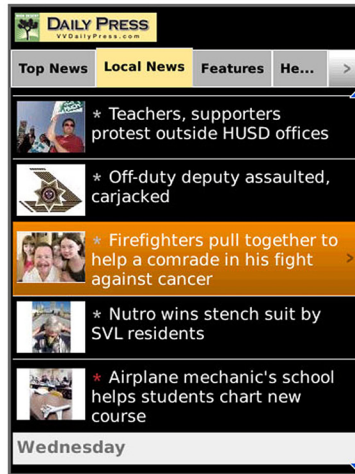 DAILY PRESS
VVDailyPress.com
Top News Local News Features He... >
* Teachers, supporters
protest outside HUSD offices
* Off-duty deputy assaulted,
carjacked
* Firefighters pull together to
help a comrade in his fight
against cancer
* Nutro wins stench suit by
SVL residents
* Airplane mechanic's school
helps students chart new
course
Wednesday